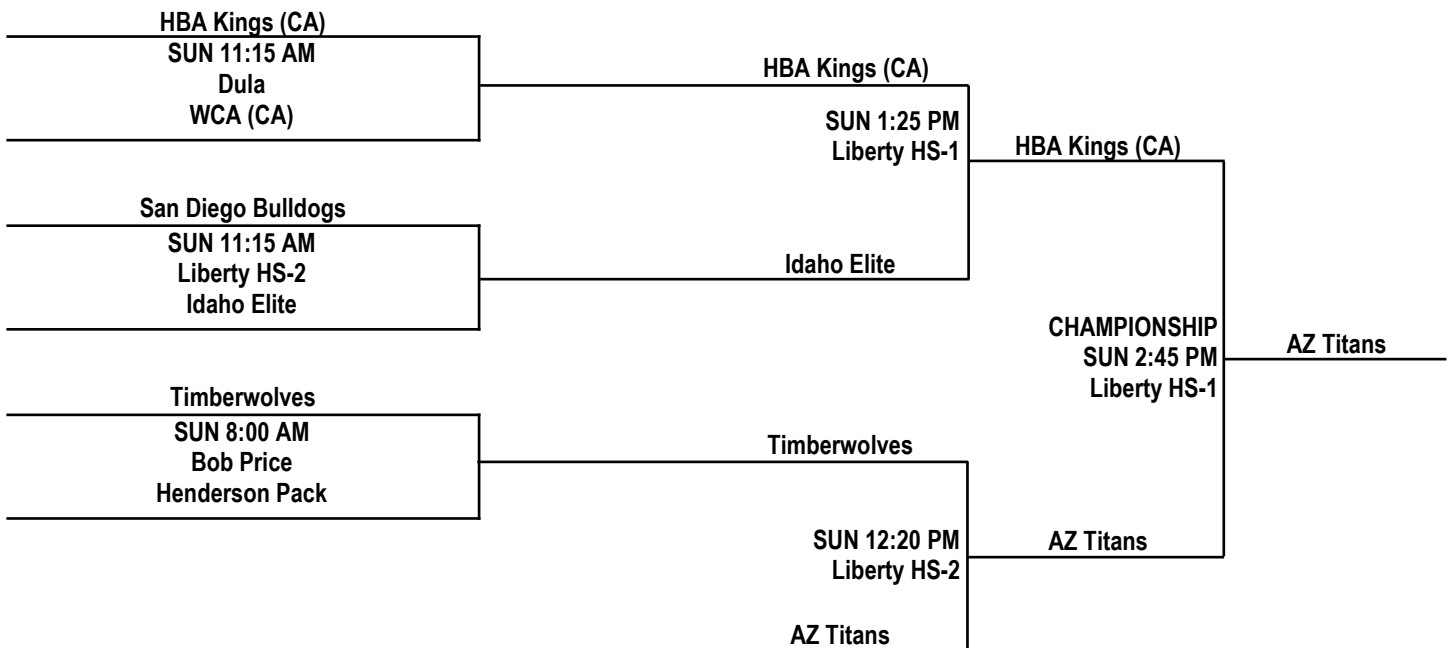 HBA Kings (CA)
SUN 11:15 AM
Dula
WCA (CA)
HBA Kings (CA)
SUN 1:25 PM
Liberty HS-1
HBA Kings (CA)
San Diego Bulldogs
SUN 11:15 AM
Liberty HS-2
Idaho Elite
Idaho Elite
CHAMPIONSHIP
SUN 2:45 PM
Liberty HS-1
AZ Titans
Timberwolves
SUN 8:00 AM
Bob Price
Henderson Pack
Timberwolves
SUN 12:20 PM
Liberty HS-2
AZ Titans
AZ Titans